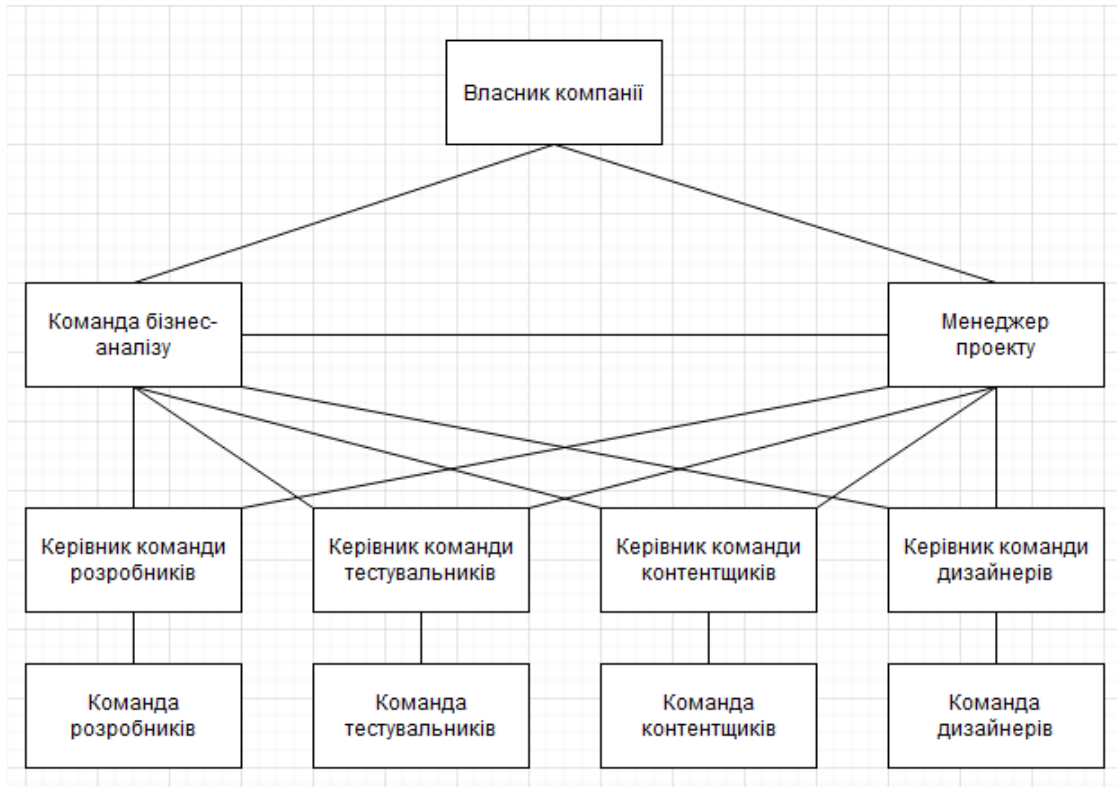 Власник компанії
Команда бізнес-
аналізу
Менеджер
проекту
Керівник команди
розробників
Керівник команди
тестувальників
Керівник команди
контентщиків
Керівник команди
дизайнерів
Команда
розробників
Команда
тестувальників
Команда
контентщиків
Команда
дизайнерів